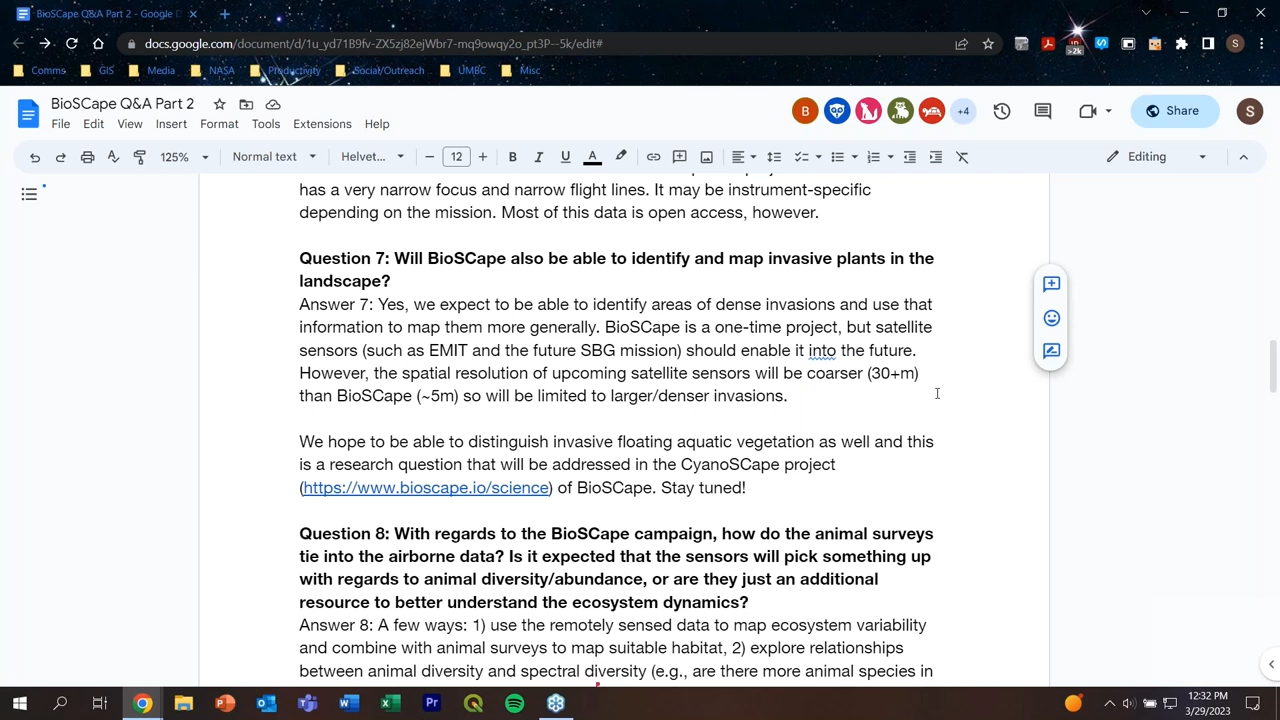 BioSCape Q&A Part 2 - Google D
docs.google.com/document/d/1u_yd71B9fv-ZX5zj82ejWbr7-mq9owqy2o_pt3P--5k/edit#
>2k
S
Comms
GIS
Media
NASA
Productivity
Social/Outreach
UMBC
Misc
BioSCape Q&A Part 2
File Edit View Insert Format Tools Extensions Help
B
+4
Share
S
125%
Normal text
Helvet...
12
B I U A
Editing
has a very narrow focus and narrow flight lines. It may be instrument-specific
depending on the mission. Most of this data is open access, however.
Question 7: Will BioSCape also be able to identify and map invasive plants in the
landscape?
Answer 7: Yes, we expect to be able to identify areas of dense invasions and use that
information to map them more generally. BioSCape is a one-time project, but satellite
sensors (such as EMIT and the future SBG mission) should enable it into the future.
However, the spatial resolution of upcoming satellite sensors will be coarser (30+m)
than BioSCape (~5m) so will be limited to larger/denser invasions.
We hope to be able to distinguish invasive floating aquatic vegetation as well and this
is a research question that will be addressed in the CyanoSCape project
(https://www.bioscape.io/science) of BioSCape. Stay tuned!
Question 8: With regards to the BioSCape campaign, how do the animal surveys
tie into the airborne data? Is it expected that the sensors will pick something up
with regards to animal diversity/abundance, or are they just an additional
resource to better understand the ecosystem dynamics?
Answer 8: A few ways: 1) use the remotely sensed data to map ecosystem variability
and combine with animal surveys to map suitable habitat, 2) explore relationships
between animal diversity and spectral diversity (e.g., are there more animal species in
12:32 PM
3/29/2023